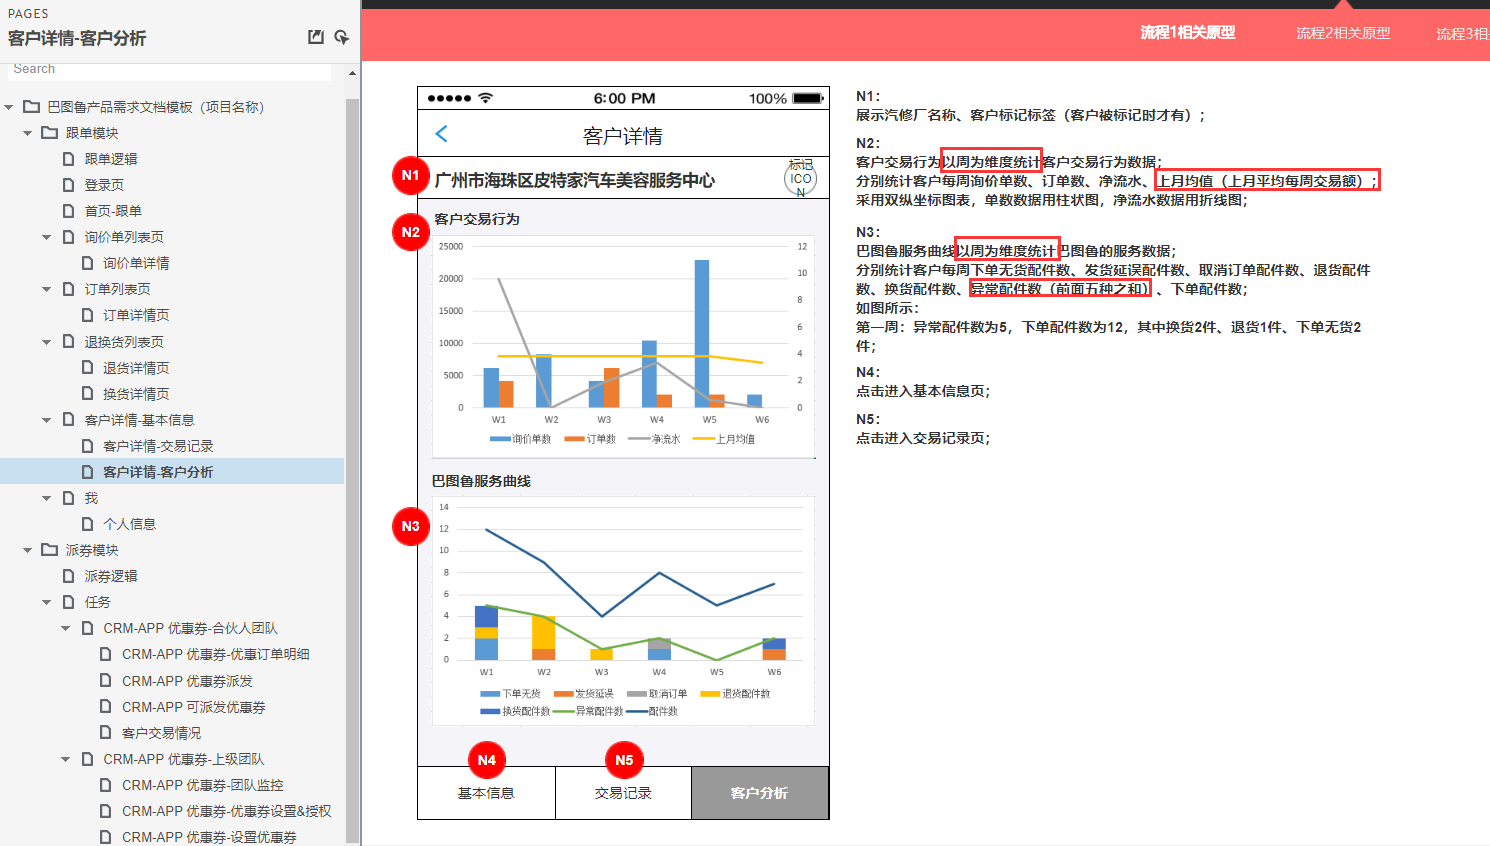 PAGES
客户详情-客户分析
Search
巴图鲁产品需求文档模板（项目名称）
跟单模块
跟单逻辑
登录页
首页-跟单
询价单列表页
询价单详情
订单列表页
订单详情页
退换货列表页
退货详情页
换货详情页
客户详情-基本信息
客户详情-交易记录
客户详情-客户分析
我
个人信息
派券模块
派券逻辑
任务
CRM-APP 优惠券-合伙人团队
CRM-APP 优惠券-优惠订单明细
CRM-APP 优惠券派发
CRM-APP 可派发优惠券
客户交易情况
CRM-APP 优惠券-上级团队
CRM-APP 优惠券-团队监控
CRM-APP 优惠券-优惠券设置&授权
CRM-APP 优惠券-设置优惠券
流程1相关原型 流程2相关原型 流程3相
6:00 PM 100%
客户详情
N1 广州市海珠区皮特家汽车美容服务中心
标记
ICO
N
N2 客户交易行为
25000 12
20000 10
15000 8
10000 6
5000 4
0 2
0
W1 W2 W3 W4 W5 W6
询价单数 订单数 净流水 上月均值
巴图鲁服务曲线
N3
14
12
10
8
6
4
2
0
W1 W2 W3 W4 W5 W6
下单无货 发货延误 取消订单 退货配件数
换货配件数 异常配件数 配件数
N4 N5
基本信息 交易记录 客户分析
N1：
展示汽修厂名称、客户标记标签（客户被标记时才有）；
N2：
客户交易行为以周为维度统计客户交易行为数据；
分别统计客户每周询价单数、订单数、净流水、上月均值（上月平均每周交易额）；
采用双纵坐标图表，单数数据用柱状图，净流水数据用折线图；
N3：
巴图鲁服务曲线以周为维度统计巴图鲁的服务数据；
分别统计客户每周下单无货配件数、发货延误配件数、取消订单配件数、退货配件
数、换货配件数、异常配件数（前面五种之和）、下单配件数；
如图所示：
第一周：异常配件数为5，下单配件数为12，其中换货2件、退货1件、下单无货2
件；
N4：
点击进入基本信息页；
N5：
点击进入交易记录页；